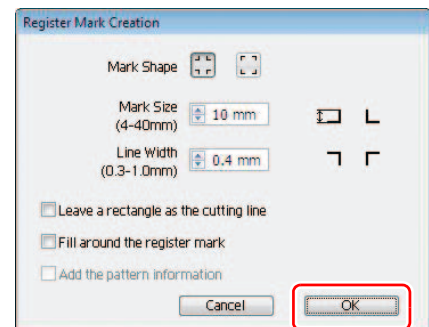 Register Mark Creation
Mark Shape
Mark Size
(4-40mm)
10 mm
Line Width
(0.3-1.0mm)
0.4 mm
Leave a rectangle as the cutting line
Fill around the register mark
Add the pattern information
Cancel
OK